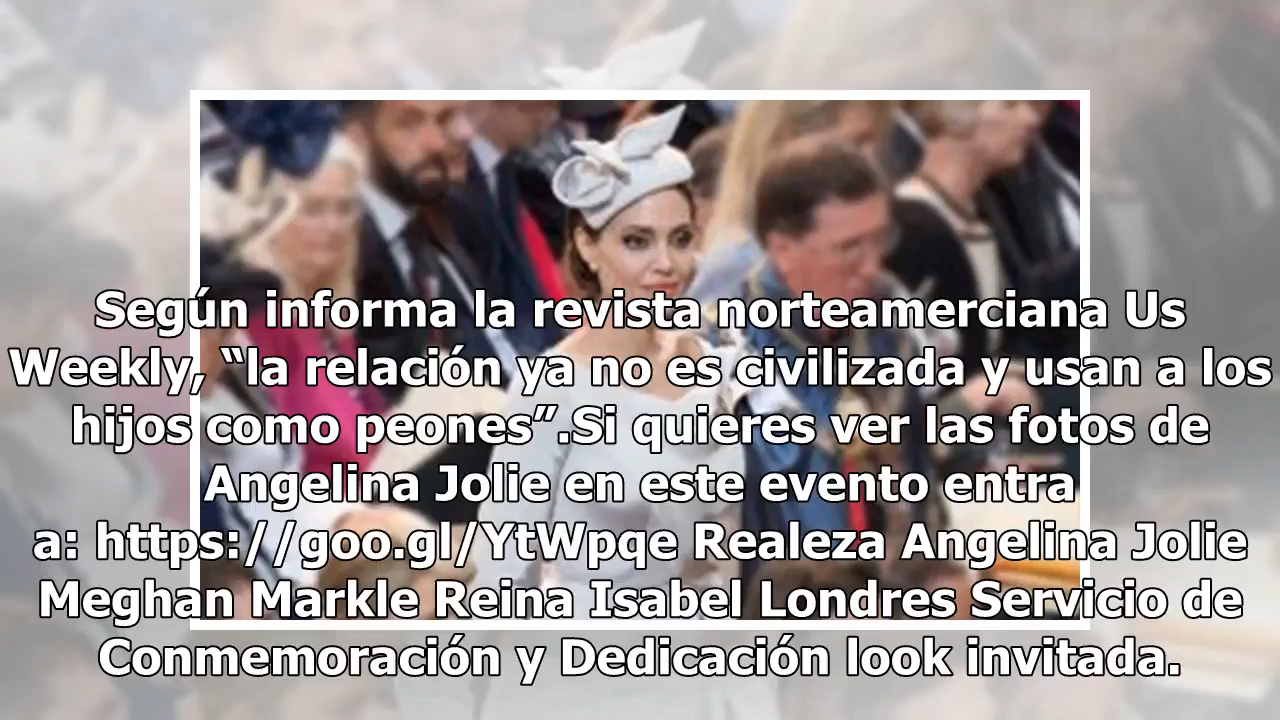 Según informa la revista norteamerciana Us
Weekly, “la relación ya no es civilizada y usan a los
hijos como peones”.Si quieres ver las fotos de
Angelina Jolie en este evento entra
a: https://goo.gl/YtWpqe Realeza Angelina Jolie
Meghan Markle Reina Isabel Londres Servicio de
Conmemoración y Dedicación look invitada.